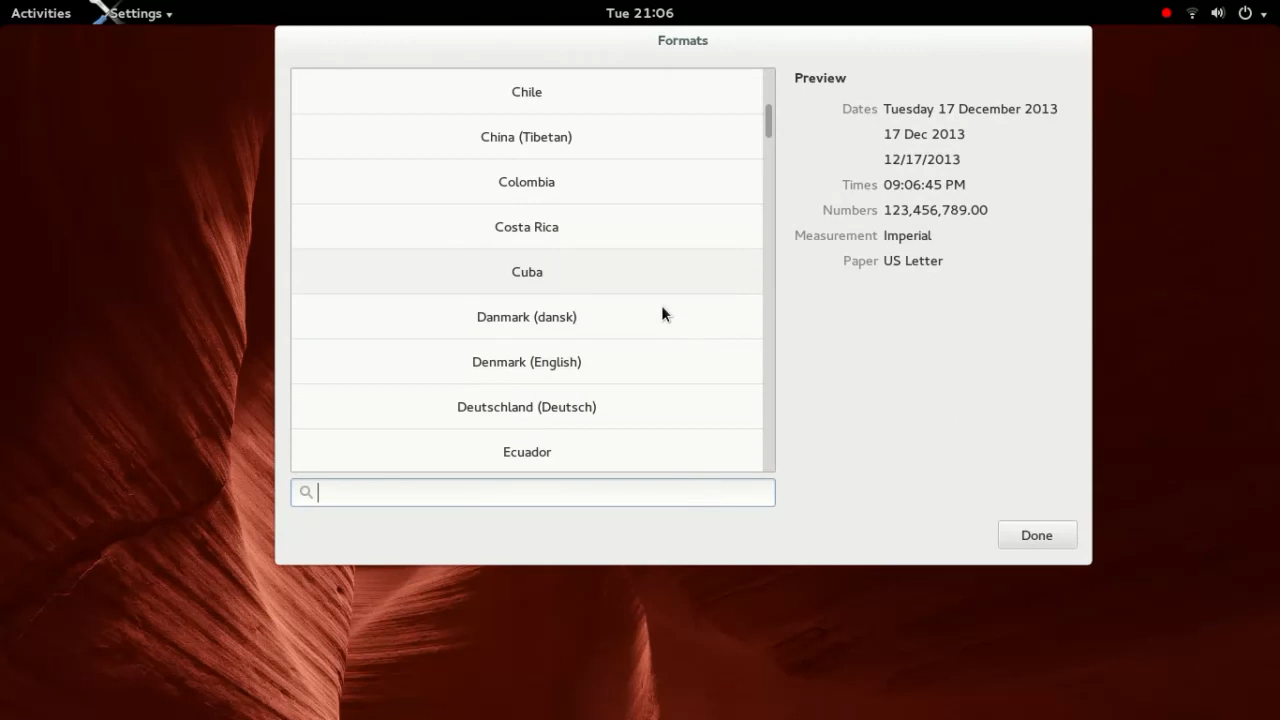 Activities Settings Tue 21:06
Formats
Chile
China (Tibetan)
Colombia
Costa Rica
Cuba
Danmark (dansk)
Denmark (English)
Deutschland (Deutsch)
Ecuador
Preview
Dates Tuesday 17 December 2013
17 Dec 2013
12/17/2013
Times 09:06:45 PM
Numbers 123,456,789.00
Measurement Imperial
Paper US Letter
Done